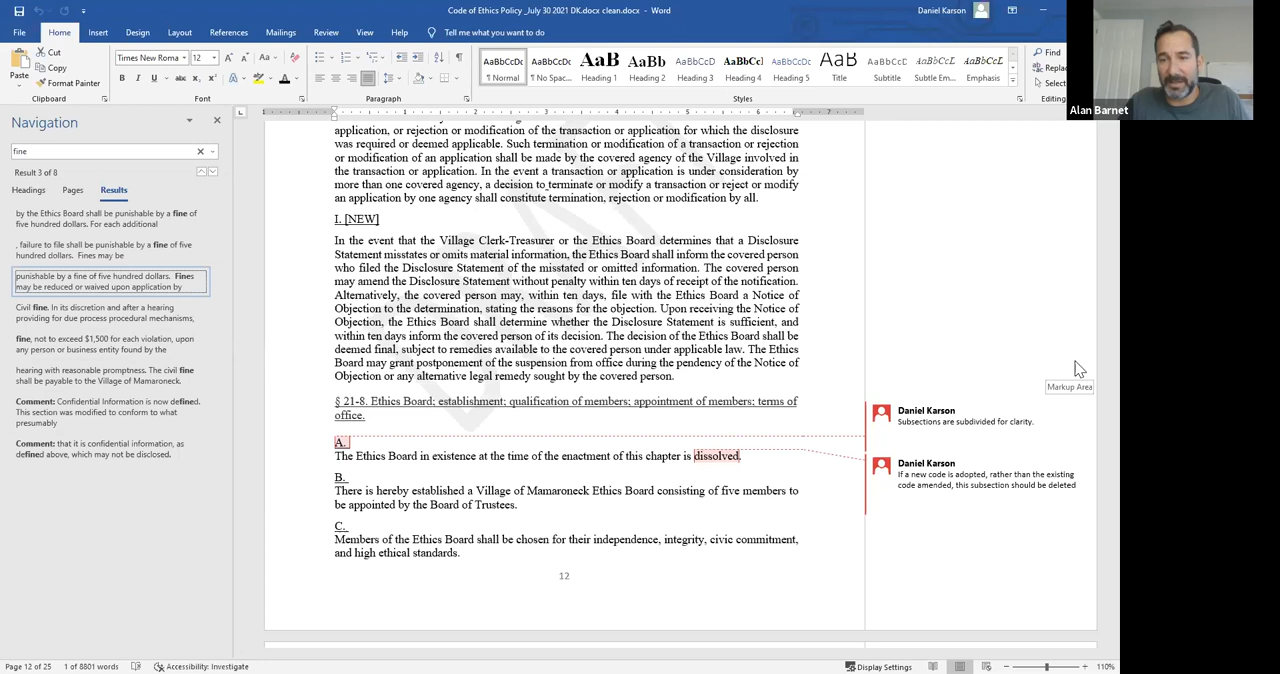 Code of Ethics Policy _July 30 2021 DK.docx clean.docx - Word
Daniel Karson
File Home Insert Design Layout References Mailings Review View Help Tell me what you want to do
Paste
Cut
Copy
Format Painter
Clipboard
Times New Roma 12
Font
Paragraph
AaBbCcDc AaBbCcDc AaBbC AaBbC AaBbCcD AaBbCc AaBbCcDc AaB AaBbCcD AaBbCcL AaBbCcL
¶ Normal ¶ No Spac... Heading 1 Heading 2 Heading 3 Heading 4 Heading 5 Title Subtitle Subtle Em... Emphasis
Styles
Find
Replac
Select
Editing
Alan Barnet
Navigation
fine
Result 3 of 8
Headings Pages Results
by the Ethics Board shall be punishable by a fine of
five hundred dollars. For each additional
, failure to file shall be punishable by a fine of five
hundred dollars. Fines may be
punishable by a fine of five hundred dollars. Fines
may be reduced or waived upon application by
Civil fine. In its discretion and after a hearing
providing for due process procedural mechanisms,
fine, not to exceed $1,500 for each violation, upon
any person or business entity found by the
hearing with reasonable promptness. The civil fine
shall be payable to the Village of Mamaroneck.
Comment: Confidential Information is now defined.
This section was modified to conform to what
presumably
Comment: that it is confidential information, as
defined above, which may not be disclosed.
application, or rejection or modification of the transaction or application for which the disclosure
was required or deemed applicable. Such termination or modification of a transaction or rejection
or modification of an application shall be made by the covered agency of the Village involved in
the transaction or application. In the event a transaction or application is under consideration by
more than one covered agency, a decision to terminate or modify a transaction or reject or modify
an application by one agency shall constitute termination, rejection or modification by all.
I. [NEW]
In the event that the Village Clerk-Treasurer or the Ethics Board determines that a Disclosure
Statement misstates or omits material information, the Ethics Board shall inform the covered person
who filed the Disclosure Statement of the misstated or omitted information. The covered person
may amend the Disclosure Statement without penalty within ten days of receipt of the notification.
Alternatively, the covered person may, within ten days, file with the Ethics Board a Notice of
Objection to the determination, stating the reasons for the objection. Upon receiving the Notice of
Objection, the Ethics Board shall determine whether the Disclosure Statement is sufficient, and
within ten days inform the covered person of its decision. The decision of the Ethics Board shall be
deemed final, subject to remedies available to the covered person under applicable law. The Ethics
Board may grant postponement of the suspension from office during the pendency of the Notice of
Objection or any alternative legal remedy sought by the covered person.
§ 21-8. Ethics Board; establishment; qualification of members; appointment of members; terms of
office.
A.
The Ethics Board in existence at the time of the enactment of this chapter is dissolved.
B.
There is hereby established a Village of Mamaroneck Ethics Board consisting of five members to
be appointed by the Board of Trustees.
C.
Members of the Ethics Board shall be chosen for their independence, integrity, civic commitment,
and high ethical standards.
12
Markup Area
Daniel Karson
Subsections are subdivided for clarity.
Daniel Karson
If a new code is adopted, rather than the existing
code amended, this subsection should be deleted
Page 12 of 25 1 of 8801 words Accessibility: Investigate
Display Settings
110%